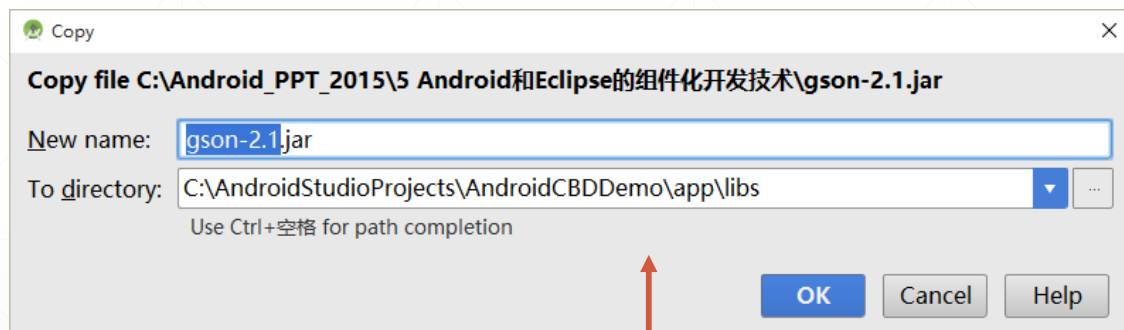 Copy
Copy file C:\Android_PPT_2015\5 Android和Eclipse的组件化开发技术\gson-2.1.jar
New name: gson-2.1.jar
To directory: C:\AndroidStudioProjects\AndroidCBDDemo\app\libs ...
Use Ctrl+空格 for path completion
OK Cancel Help